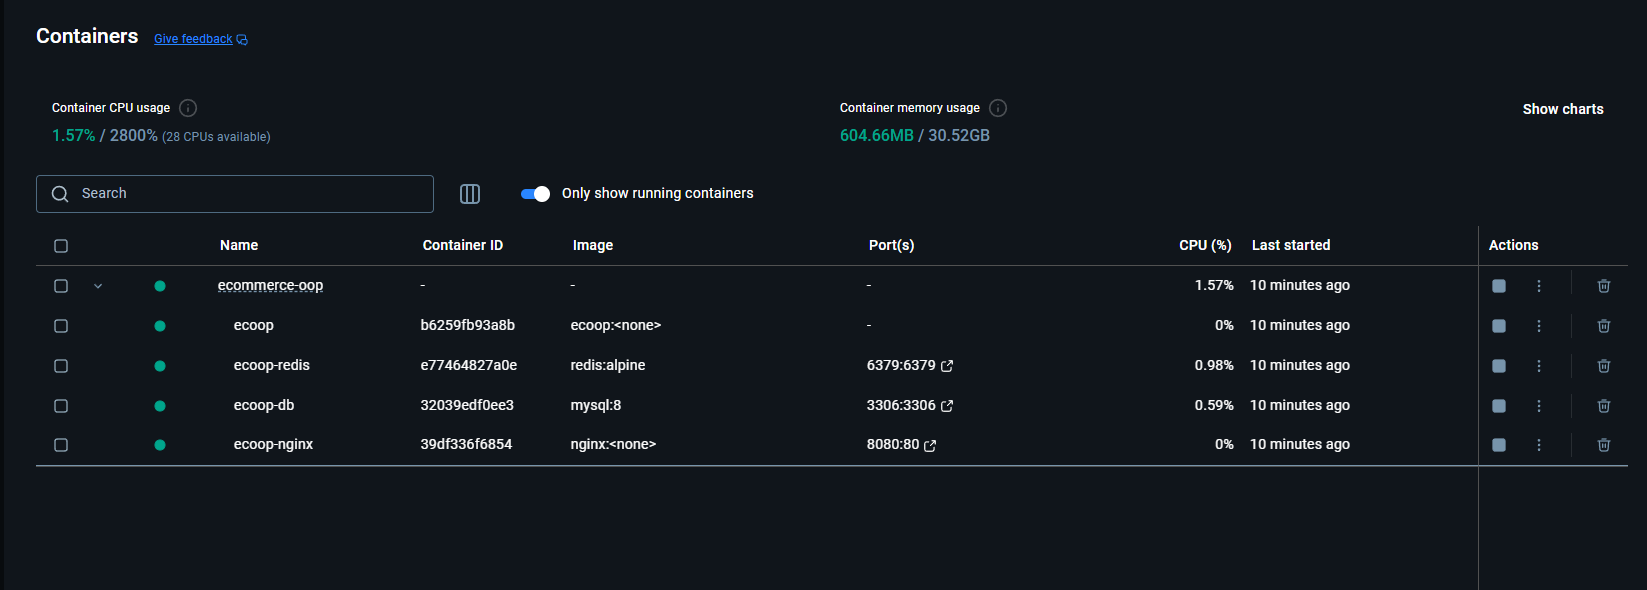 Containers Give feedback
Container CPU usage
1.57% / 2800% (28 CPUs available)
Container memory usage
604.66MB / 30.52GB
Show charts
Search
Only show running containers
Name Container ID Image Port(s) CPU (%) Last started Actions
ecommerce-oop - - - 1.57% 10 minutes ago
ecoop b6259fb93a8b ecoop:<none> - 0% 10 minutes ago
ecoop-redis e77464827a0e redis:alpine 6379:6379 0.98% 10 minutes ago
ecoop-db 32039edf0ee3 mysql:8 3306:3306 0.59% 10 minutes ago
ecoop-nginx 39df336f6854 nginx:<none> 8080:80 0% 10 minutes ago